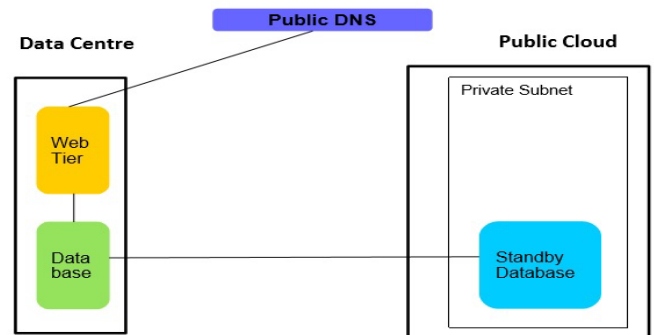 Public DNS
Data Centre
Public Cloud
Private Subnet
Web
Tier
Data
base
Standby
Database